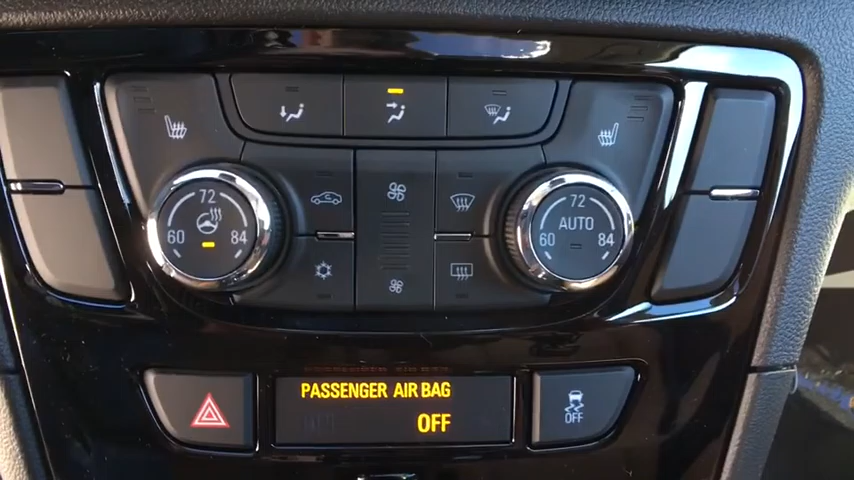 72
60 84
72
AUTO
60 84
PASSENGER AIR BAG
OFF
OFF